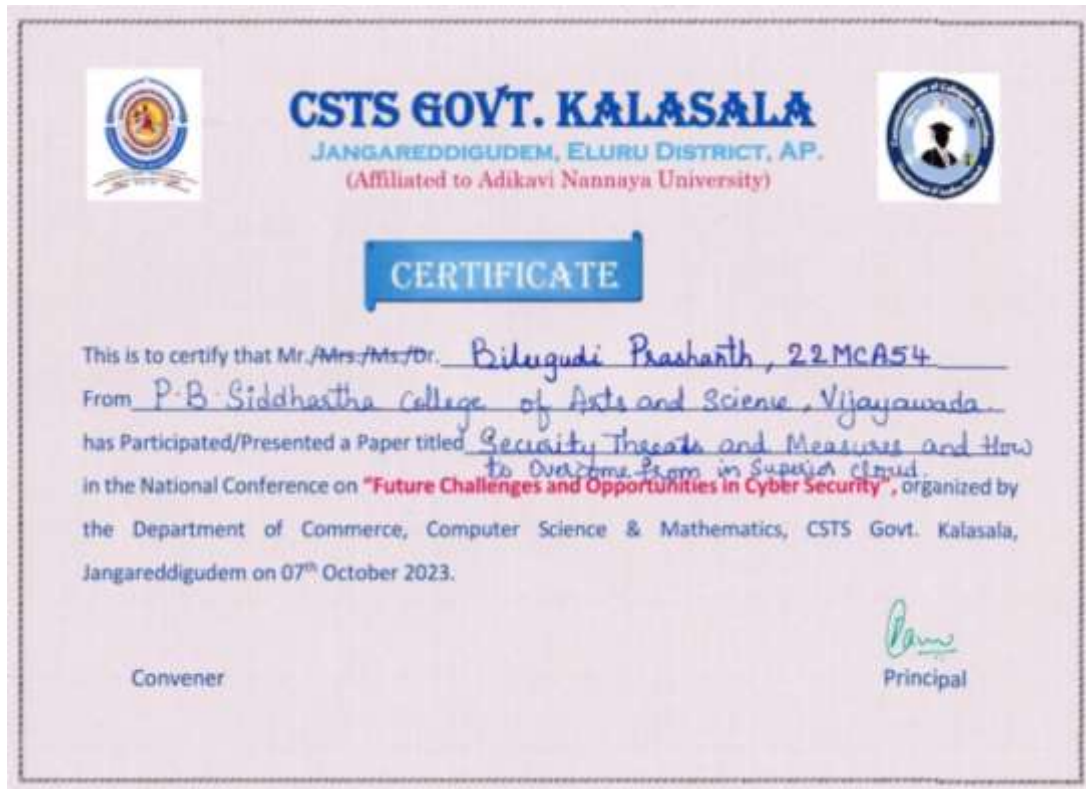 CSTS GOVT. KALASALA
JANGAREDDIGUDEM, ELURU DISTRICT, AP.
(Affiliated to Adikavi Nannaya University)
CERTIFICATE
This is to certify that Mr./Mrs./Ms./Dr. Bilugudi Prashanth, 22MCA54
From P.B. Siddhartha College of Arts and Science, Vijayawada.
has Participated/Presented a Paper titled Security Threats and Measures and How
to Overcome from in Superior cloud.
in the National Conference on "Future Challenges and Opportunities in Cyber Security", organized by
the Department of Commerce, Computer Science & Mathematics, CSTS Govt. Kalasala,
Jangareddigudem on 07th October 2023.
Convener
Principal